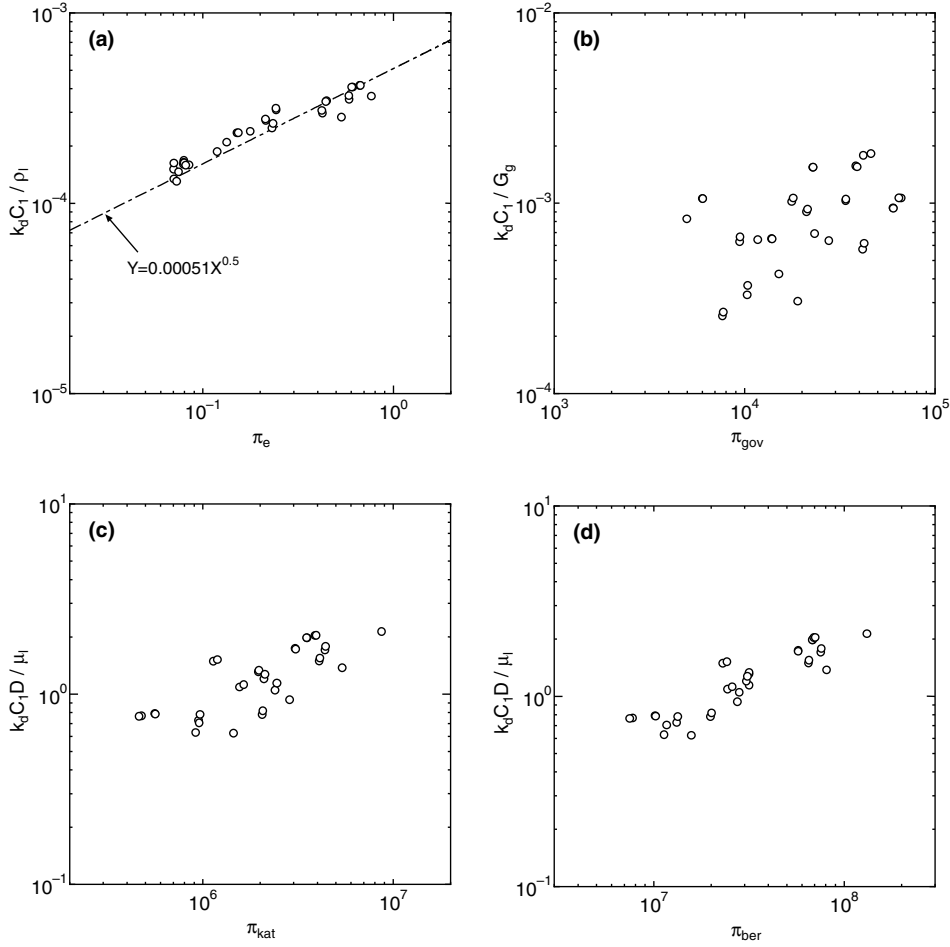 (a)
10⁻³
10⁻⁴
10⁻⁵
k_dC_1 / ρ_l
Y=0.00051X^0.5
10⁻¹
10⁰
π_e
(b)
10⁻²
10⁻³
10⁻⁴
k_dC_1 / G_g
10³
10⁴
10⁵
π_gov
(c)
10¹
10⁰
10⁻¹
k_dC_1D / μ_l
10⁶
10⁷
π_kat
(d)
10¹
10⁰
10⁻¹
k_dC_1D / μ_l
10⁷
10⁸
π_ber